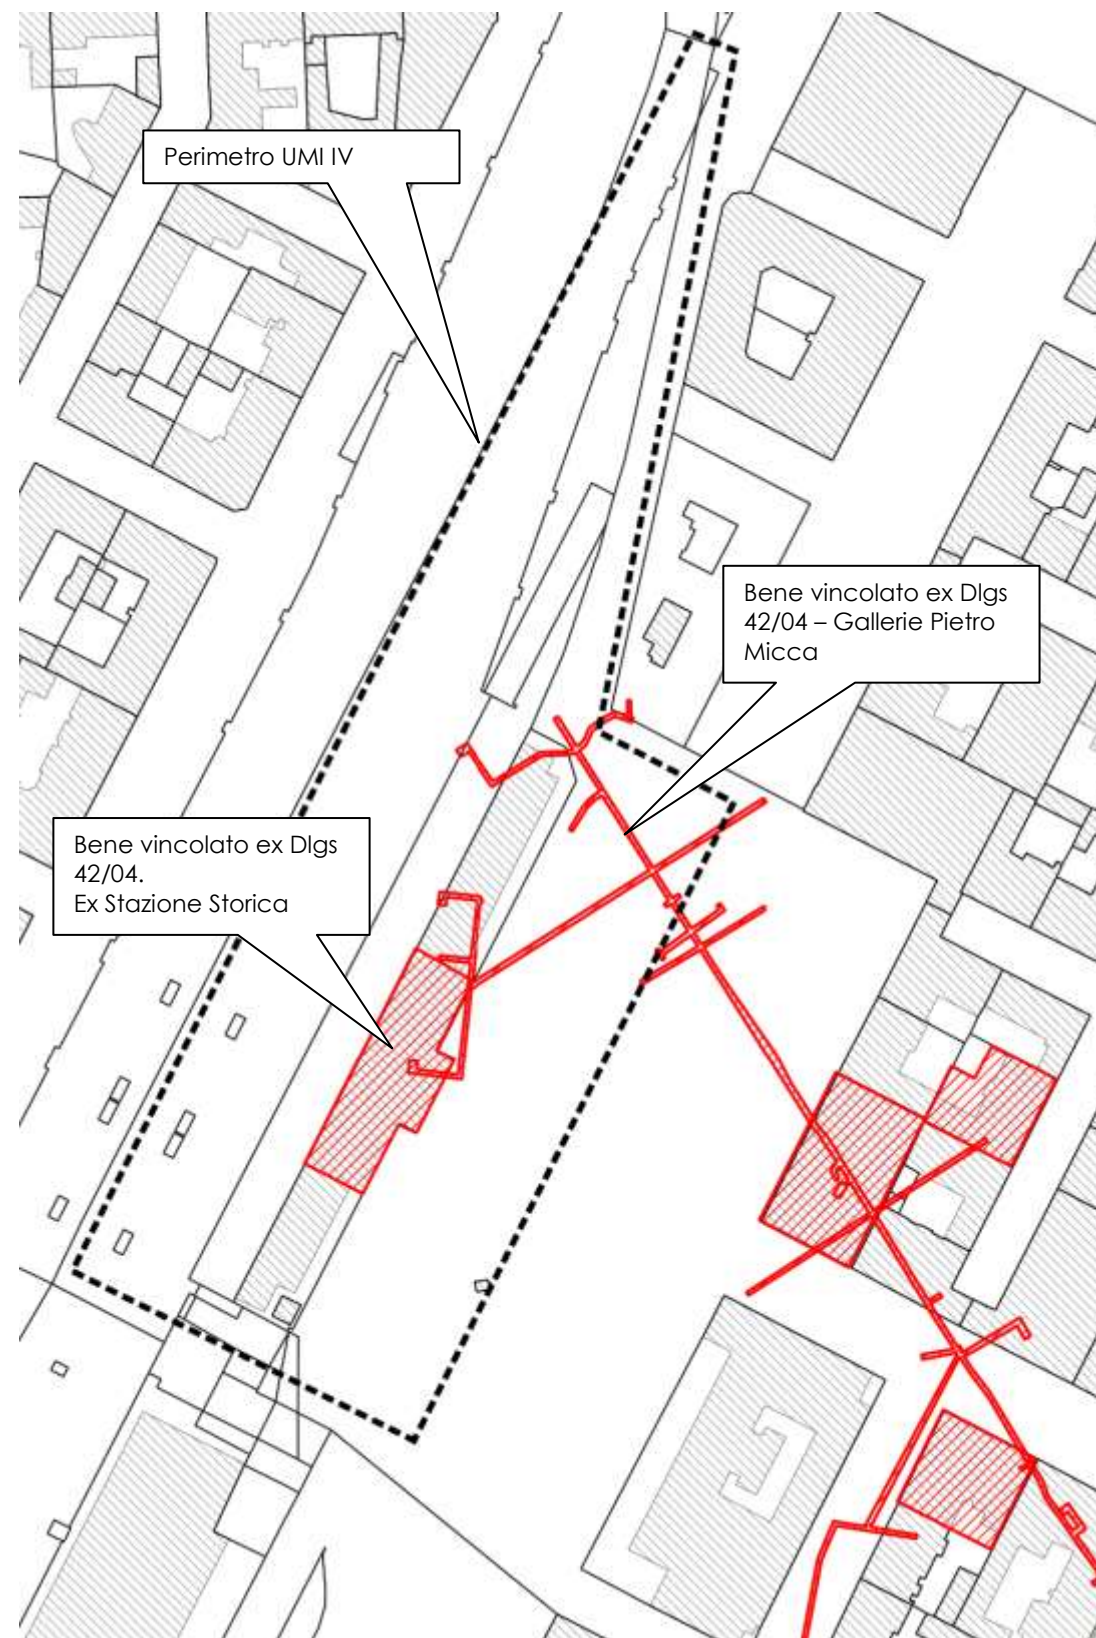 Perimetro UMI IV
Bene vincolato ex Dlgs
42/04 – Gallerie Pietro
Micca
Bene vincolato ex Dlgs
42/04.
Ex Stazione Storica